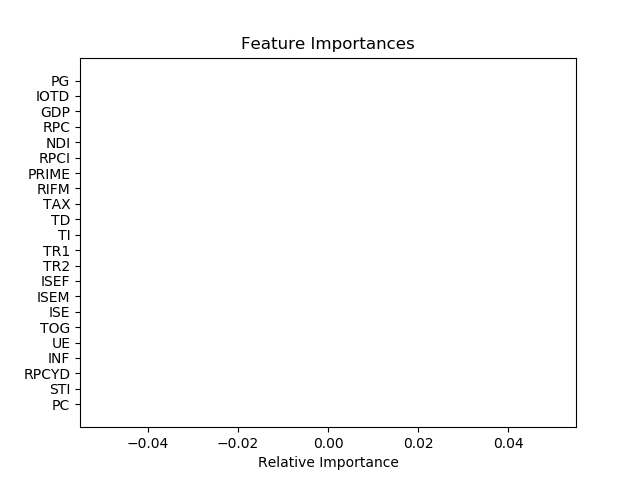 Feature Importances
PG
IOTD
GDP
RPC
NDI
RPCI
PRIME
RIFM
TAX
TD
TI
TR1
TR2
ISEF
ISEM
ISE
TOG
UE
INF
RPCYD
STI
PC
−0.04 −0.02 0.00 0.02 0.04
Relative Importance